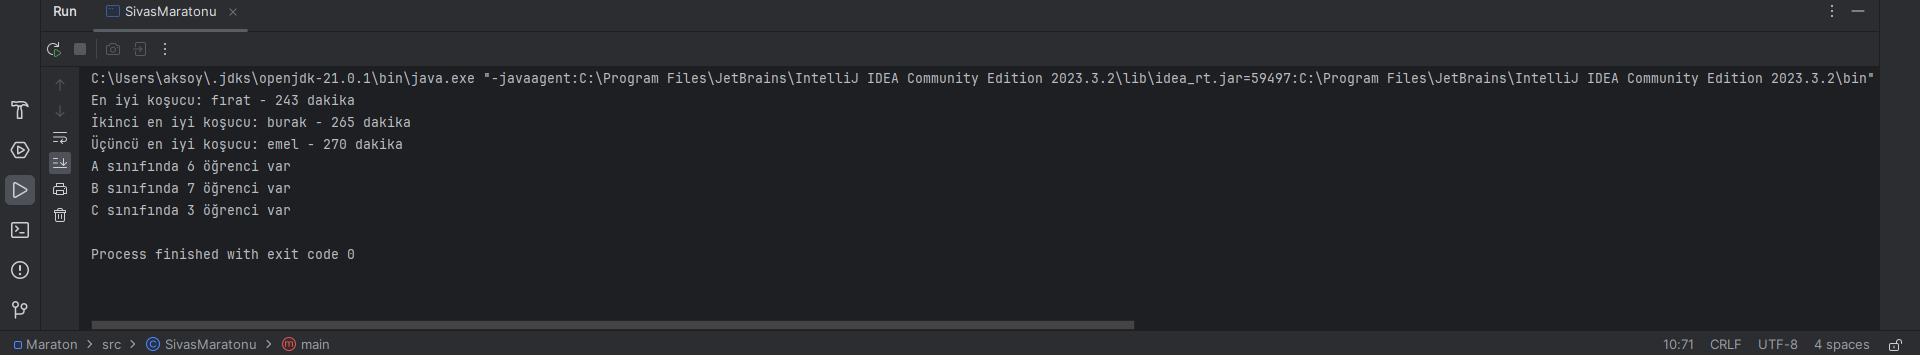 Run SivasMaratonu
C:\Users\aksoy\.jdks\openjdk-21.0.1\bin\java.exe "-javaagent:C:\Program Files\JetBrains\IntelliJ IDEA Community Edition 2023.3.2\lib\idea_rt.jar=59497:C:\Program Files\JetBrains\IntelliJ IDEA Community Edition 2023.3.2\bin"
En iyi koşucu: fırat - 243 dakika
İkinci en iyi koşucu: burak - 265 dakika
Üçüncü en iyi koşucu: emel - 270 dakika
A sınıfında 6 öğrenci var
B sınıfında 7 öğrenci var
C sınıfında 3 öğrenci var
Process finished with exit code 0
Maraton > src > SivasMaratonu > main 10:71 CRLF UTF-8 4 spaces